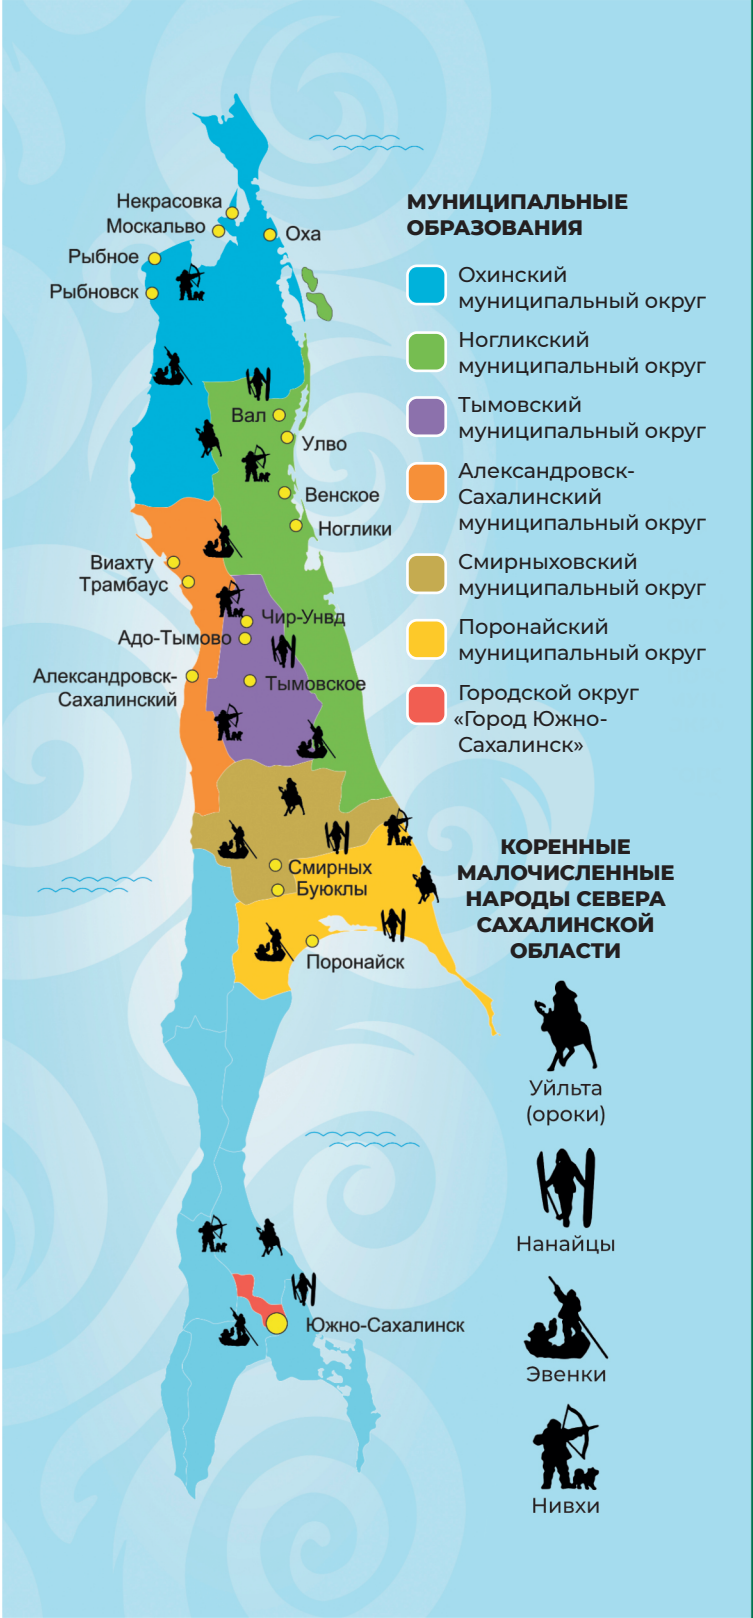 Некрасовка
Москальво
Оха
Рыбное
Рыбновск
Вал
Улво
Венское
Ноглики
Виахту
Трамбаус
Чир-Унвд
Адо-Тымово
Александровск-
Сахалинский
Тымовское
Смирных
Буюклы
Поронайск
Южно-Сахалинск
МУНИЦИПАЛЬНЫЕ
ОБРАЗОВАНИЯ
Охинский
муниципальный округ
Ногликский
муниципальный округ
Тымовский
муниципальный округ
Александровск-
Сахалинский
муниципальный округ
Смирныховский
муниципальный округ
Поронайский
муниципальный округ
Городской округ
«Город Южно-
Сахалинск»
КОРЕННЫЕ
МАЛОЧИСЛЕННЫЕ
НАРОДЫ СЕВЕРА
САХАЛИНСКОЙ
ОБЛАСТИ
Уйльта
(ороки)
Нанайцы
Эвенки
Нивхи